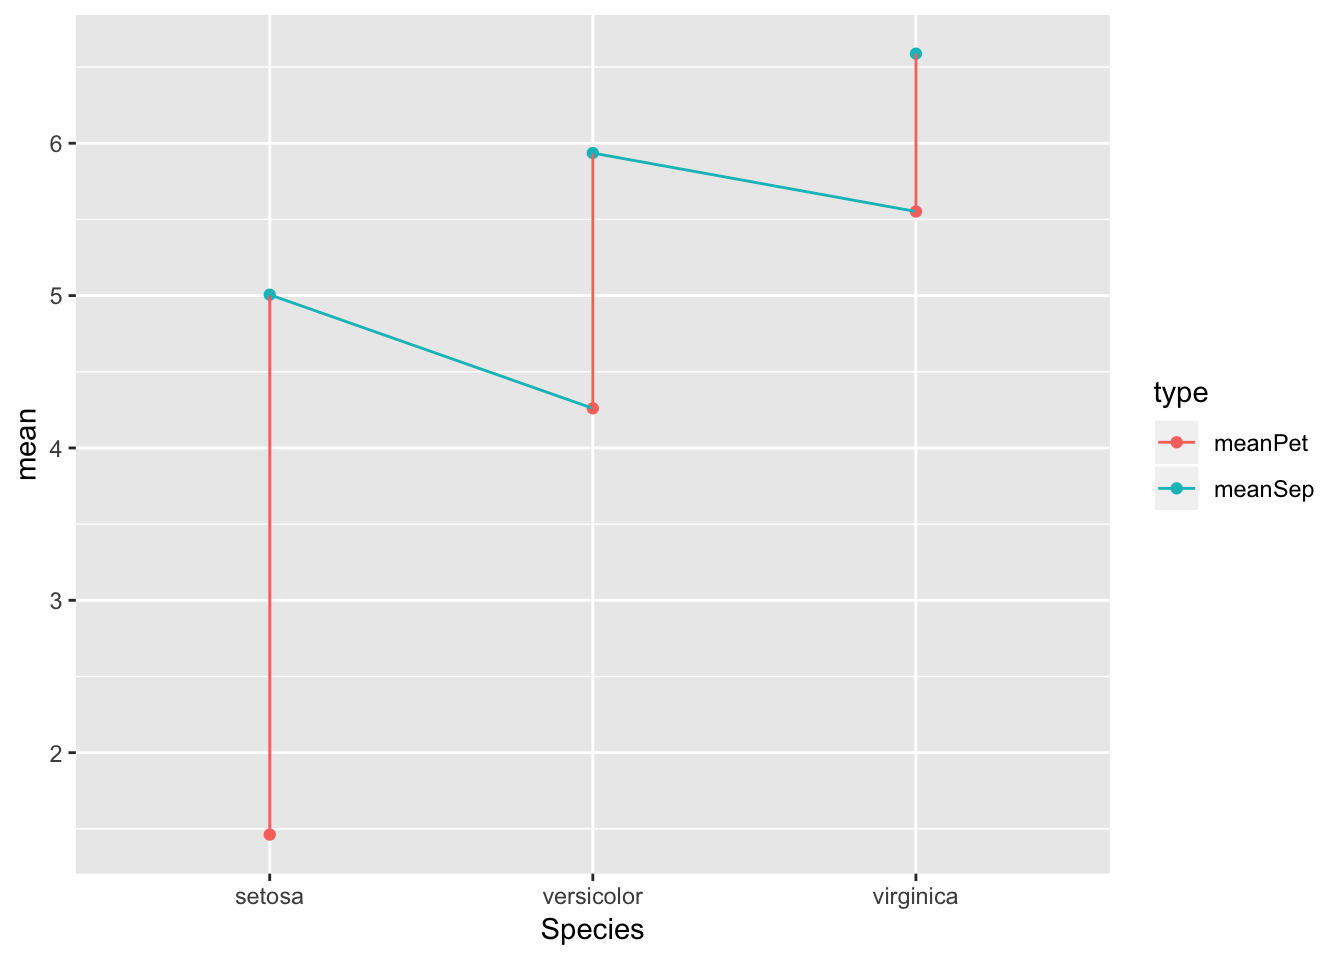 mean
6
5
4
3
2
setosa
versicolor
virginica
Species
type
meanPet
meanSep